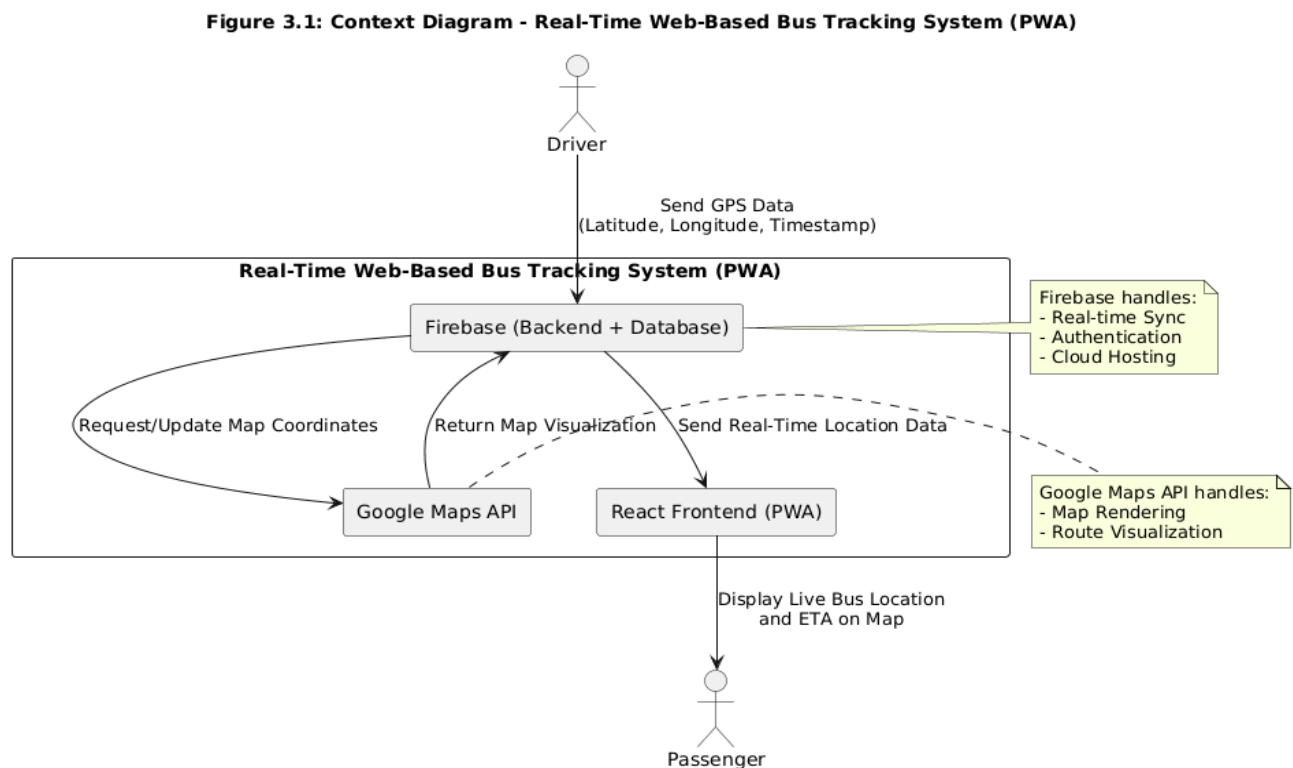 Figure 3.1: Context Diagram - Real-Time Web-Based Bus Tracking System (PWA)
Driver
Send GPS Data
(Latitude, Longitude, Timestamp)
Real-Time Web-Based Bus Tracking System (PWA)
Firebase (Backend + Database)
Firebase handles:
- Real-time Sync
- Authentication
- Cloud Hosting
Request/Update Map Coordinates
Return Map Visualization
Send Real-Time Location Data
Google Maps API
React Frontend (PWA)
Google Maps API handles:
- Map Rendering
- Route Visualization
Display Live Bus Location
and ETA on Map
Passenger